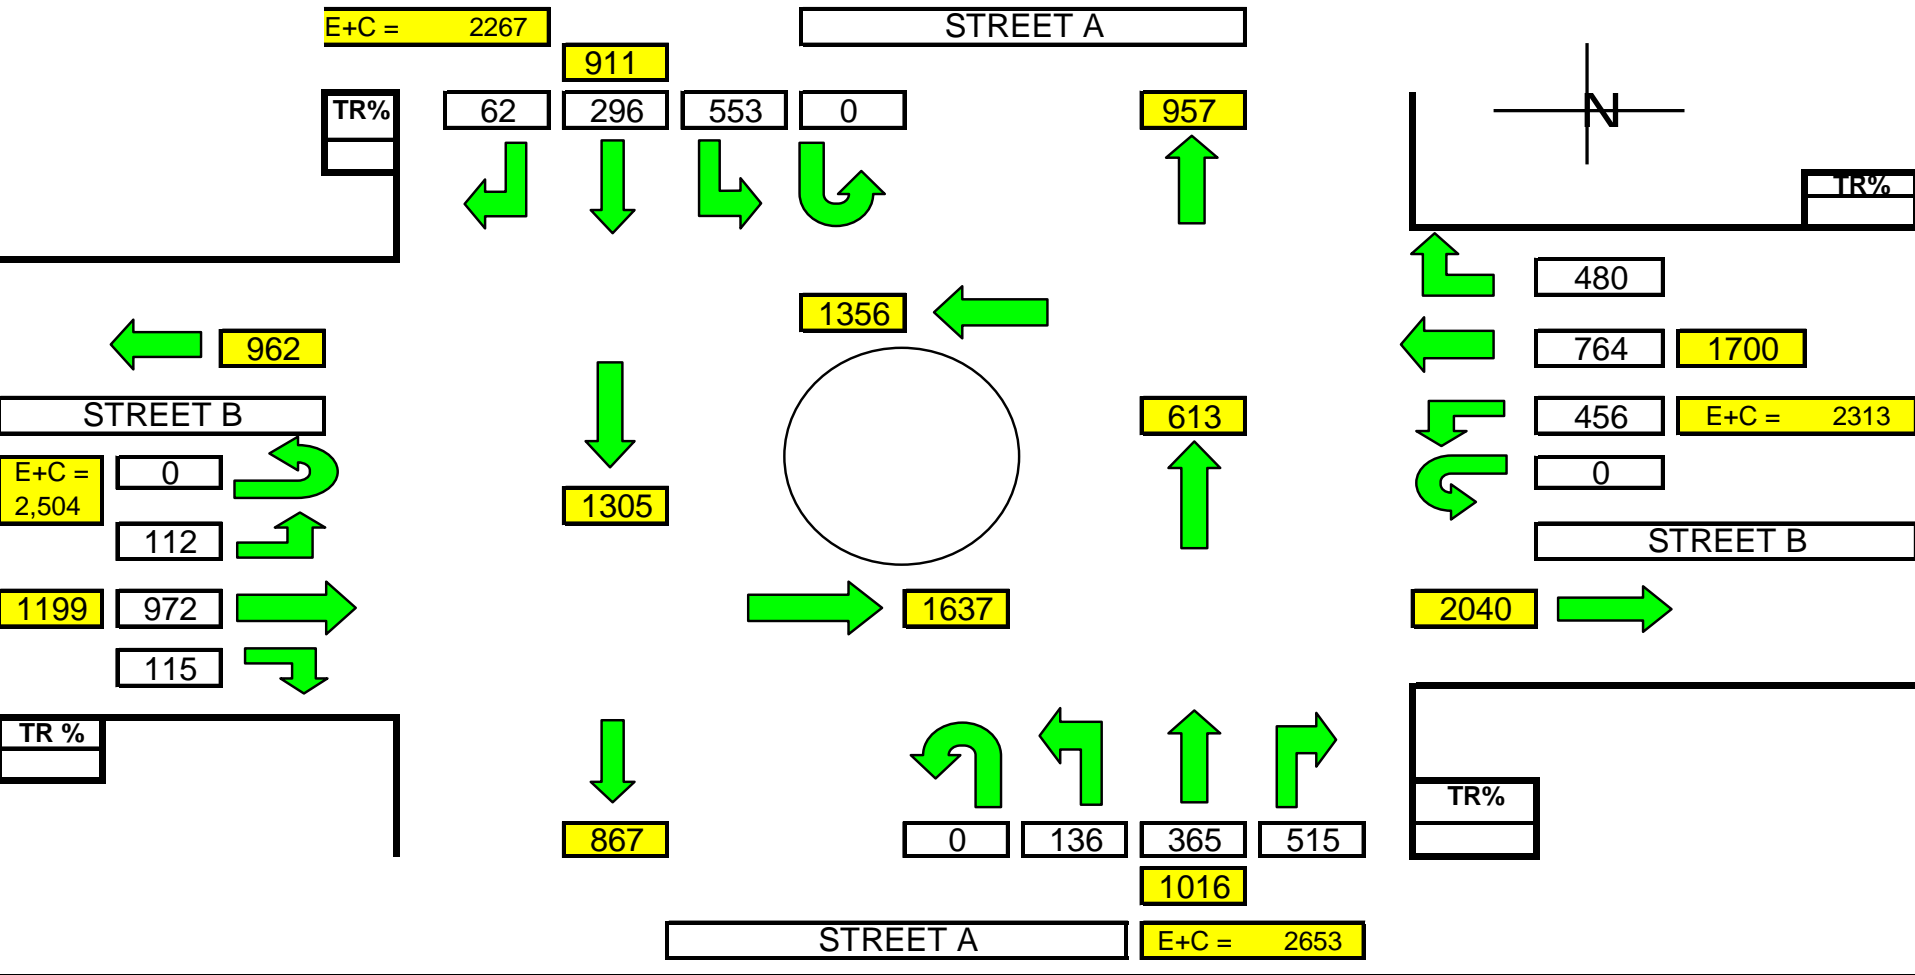 E+C = 2267
STREET A
911
TR%
62 296 553 0
957
N
TR%
480
1356
962
764 1700
STREET B
613
456 E+C = 2313
E+C =
2,504
0
0
1305
112
STREET B
1199 972
1637
2040
115
TR %
TR%
867
0 136 365 515
1016
STREET A
E+C = 2653